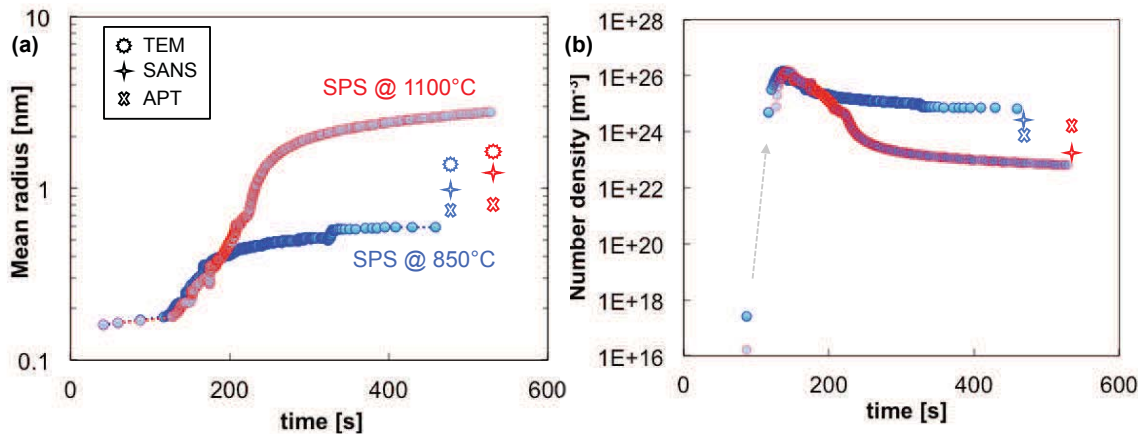 (a)
10
1
0.1
Mean radius [nm]
TEM
SANS
APT
SPS @ 1100°C
SPS @ 850°C
0
200
400
600
time [s]
(b)
1E+28
1E+26
1E+24
1E+22
1E+20
1E+18
1E+16
Number density [m⁻³]
0
200
400
600
time [s]